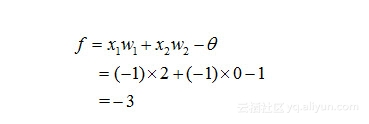 f = x₁w₁ + x₂w₂ − θ
= (−1) × 2 + (−1) × 0 − 1
= − 3
云栖社区 yq.aliyun.com